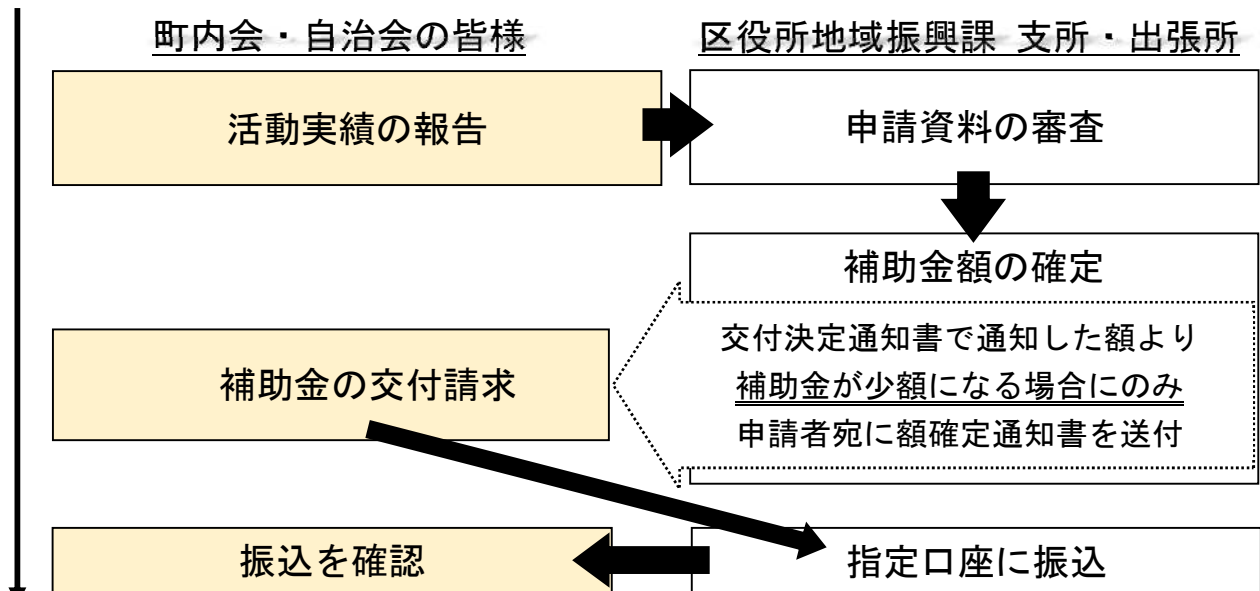 町内会・自治会の皆様
区役所地域振興課 支所・出張所
活動実績の報告
申請資料の審査
補助金額の確定
交付決定通知書で通知した額より
補助金が少額になる場合にのみ
申請者宛に額確定通知書を送付
補助金の交付請求
振込を確認
指定口座に振込